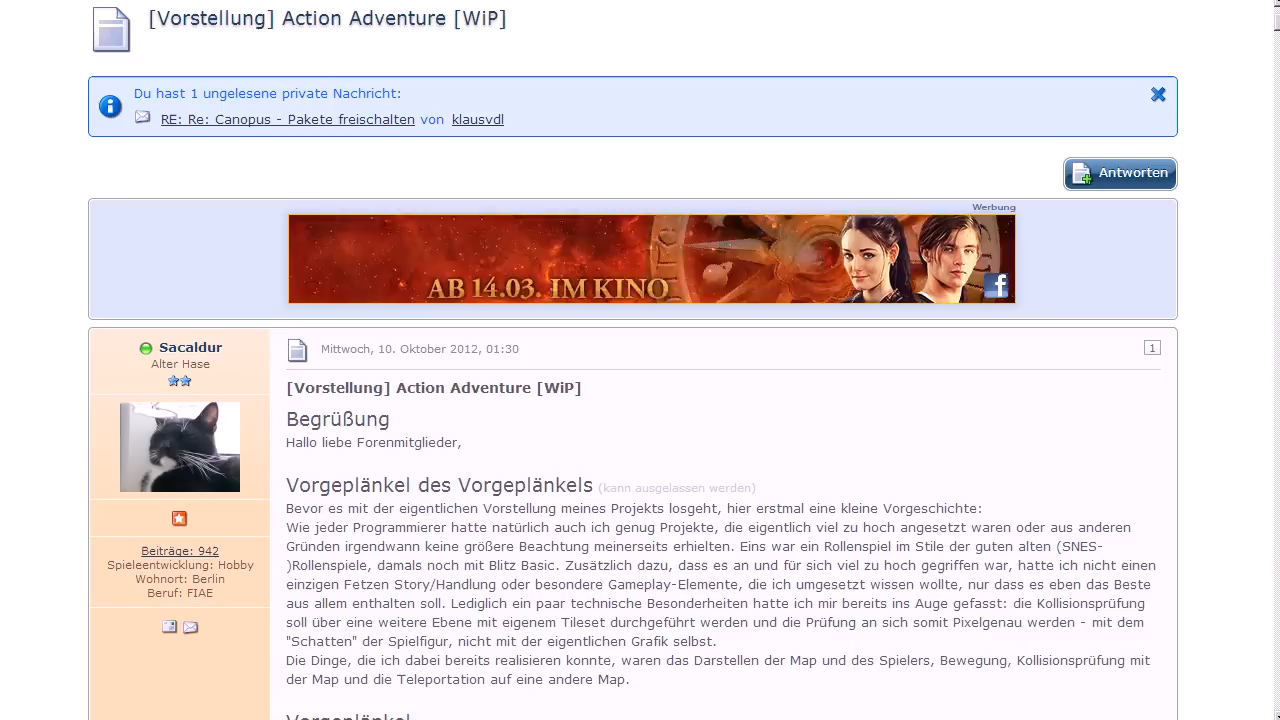 [Vorstellung] Action Adventure [WiP]
Du hast 1 ungelesene private Nachricht:
RE: Re: Canopus - Pakete freischalten von klausvdl
Antworten
Werbung
AB 14.03. IM KINO
f
Sacaldur
Alter Hase
Beiträge: 942
Spieleentwicklung: Hobby
Wohnort: Berlin
Beruf: FIAE
Mittwoch, 10. Oktober 2012, 01:30
1
[Vorstellung] Action Adventure [WiP]
Begrüßung
Hallo liebe Forenmitglieder,
Vorgeplänkel des Vorgeplänkels (kann ausgelassen werden)
Bevor es mit der eigentlichen Vorstellung meines Projekts losgeht, hier erstmal eine kleine Vorgeschichte:
Wie jeder Programmierer hatte natürlich auch ich genug Projekte, die eigentlich viel zu hoch angesetzt waren oder aus anderen
Gründen irgendwann keine größere Beachtung meinerseits erhielten. Eins war ein Rollenspiel im Stile der guten alten (SNES-
)Rollenspiele, damals noch mit Blitz Basic. Zusätzlich dazu, dass es an und für sich viel zu hoch gegriffen war, hatte ich nicht einen
einzigen Fetzen Story/Handlung oder besondere Gameplay-Elemente, die ich umgesetzt wissen wollte, nur dass es eben das Beste
aus allem enthalten soll. Lediglich ein paar technische Besonderheiten hatte ich mir bereits ins Auge gefasst: die Kollisionsprüfung
soll über eine weitere Ebene mit eigenem Tileset durchgeführt werden und die Prüfung an sich somit Pixelgenau werden - mit dem
"Schatten" der Spielfigur, nicht mit der eigentlichen Grafik selbst.
Die Dinge, die ich dabei bereits realisieren konnte, waren das Darstellen der Map und des Spielers, Bewegung, Kollisionsprüfung mit
der Map und die Teleportation auf eine andere Map.
Vorgeplänkel